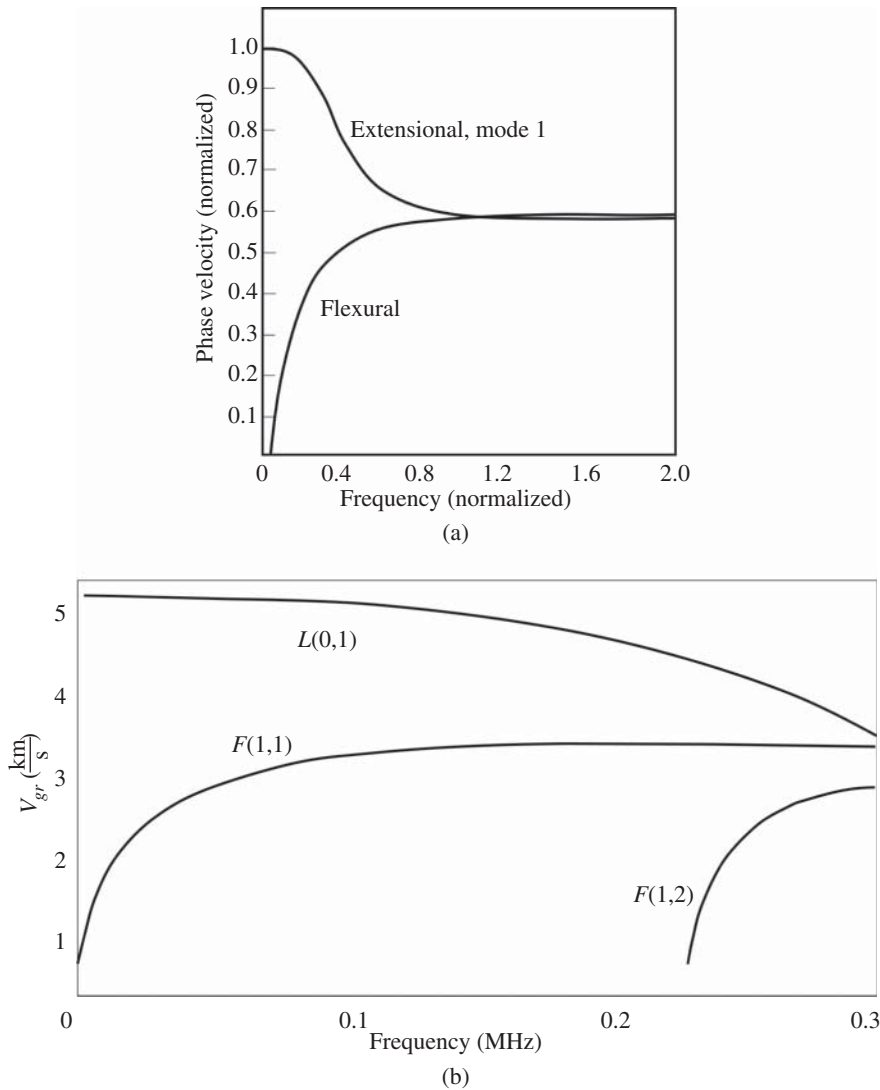 1.0
0.9
0.8
0.7
0.6
0.5
0.4
0.3
0.2
0.1
Phase velocity (normalized)
Extensional, mode 1
Flexural
0 0.4 0.8 1.2 1.6 2.0
Frequency (normalized)
(a)
5
4
3
2
1
V_gr (km/s)
L(0,1)
F(1,1)
F(1,2)
0 0.1 0.2 0.3
Frequency (MHz)
(b)